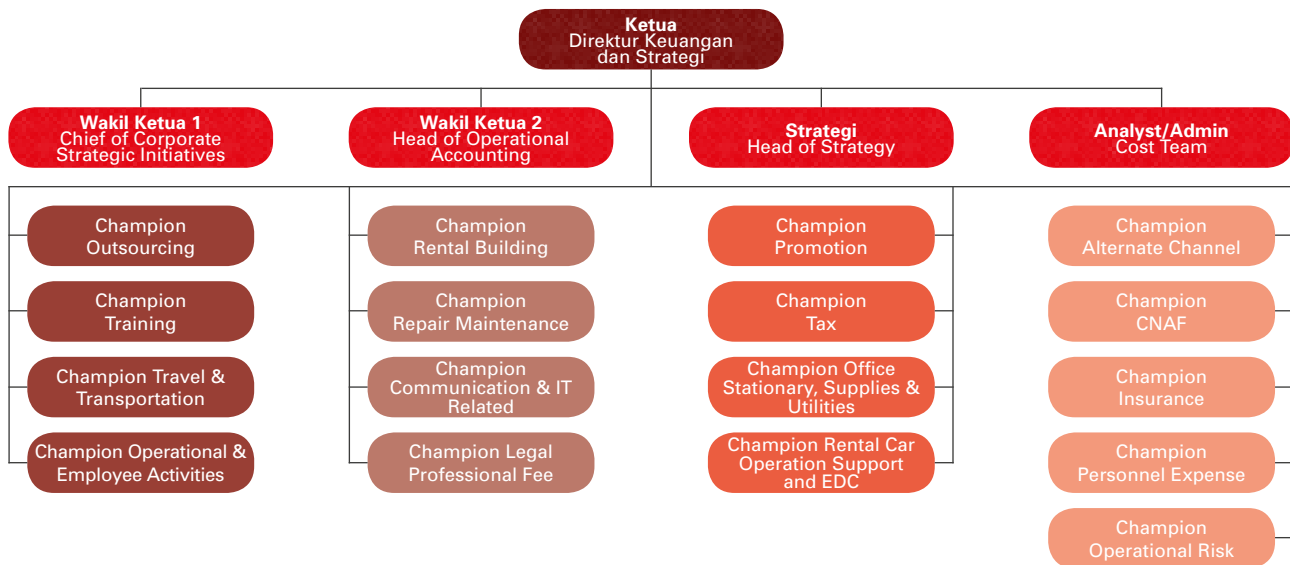 Ketua
Direktur Keuangan
dan Strategi
Wakil Ketua 1
Chief of Corporate
Strategic Initiatives
Wakil Ketua 2
Head of Operational
Accounting
Strategi
Head of Strategy
Analyst/Admin
Cost Team
Champion
Outsourcing
Champion
Training
Champion Travel &
Transportation
Champion Operational &
Employee Activities
Champion
Rental Building
Champion
Repair Maintenance
Champion
Communication & IT
Related
Champion Legal
Professional Fee
Champion
Promotion
Champion
Tax
Champion Office
Stationary, Supplies &
Utilities
Champion Rental Car
Operation Support
and EDC
Champion
Alternate Channel
Champion
CNAF
Champion
Insurance
Champion
Personnel Expense
Champion
Operational Risk